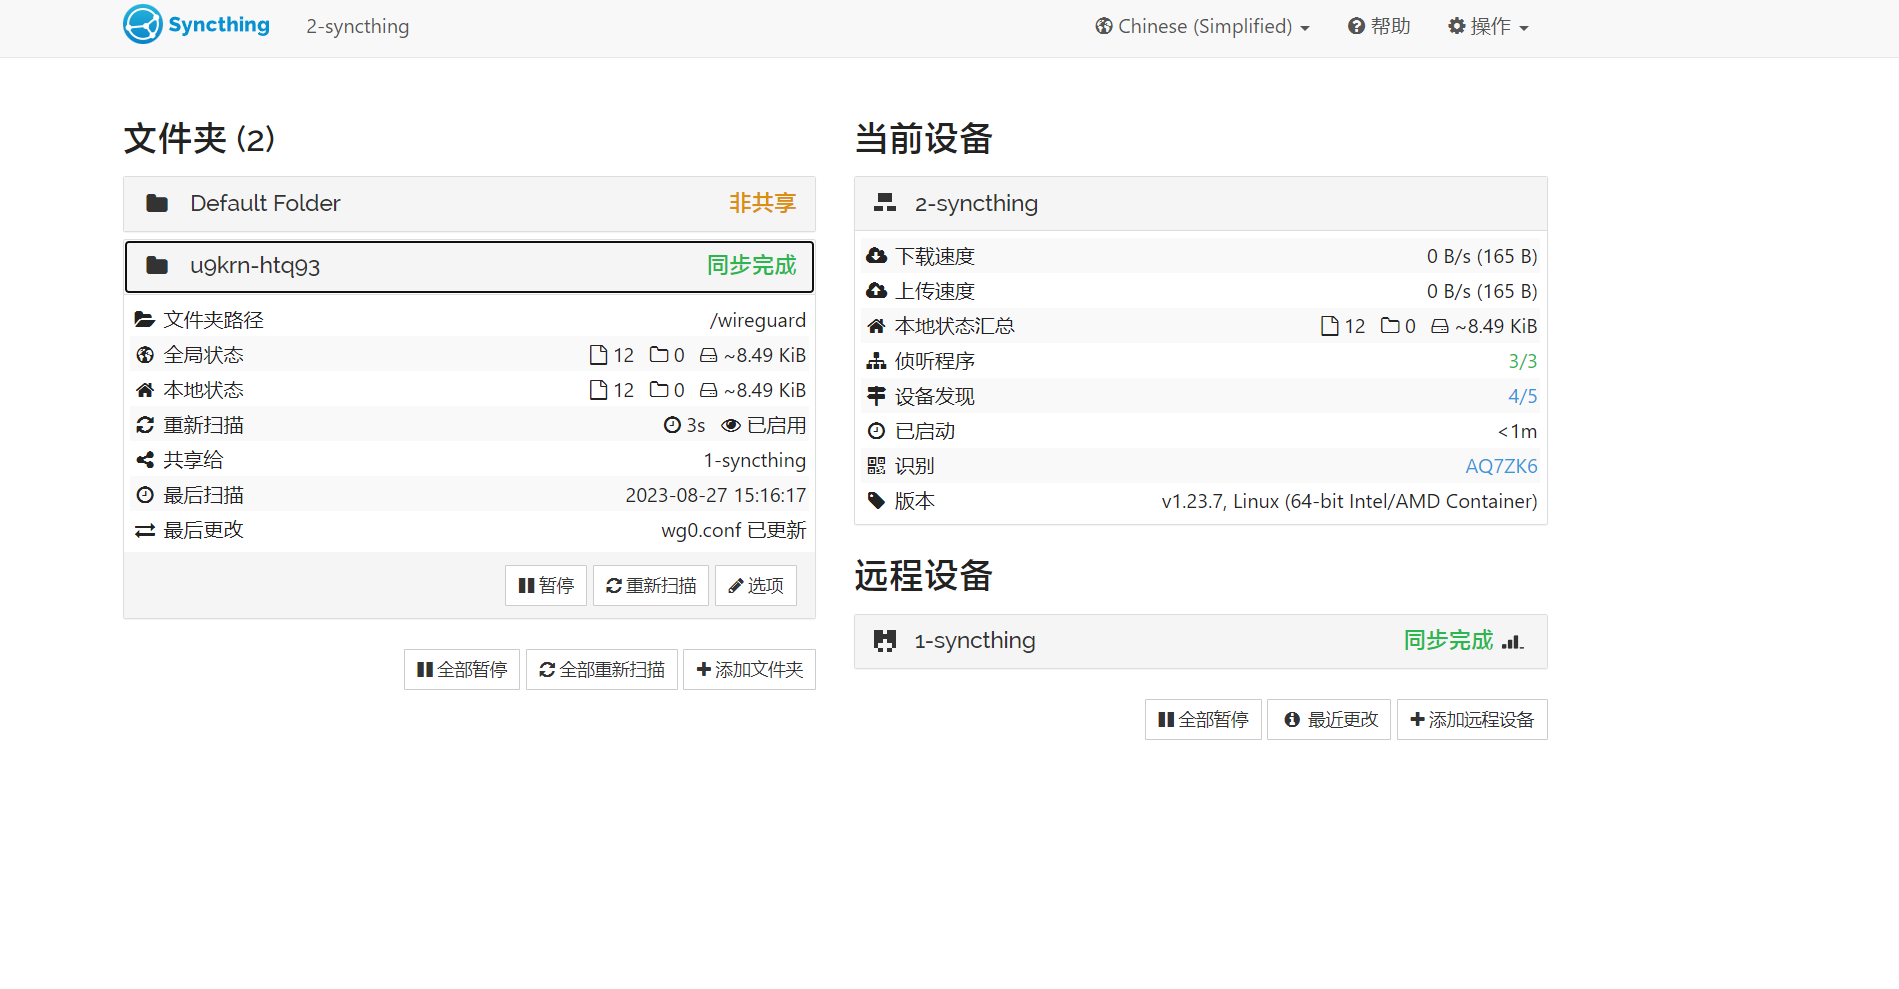 Syncthing 2-syncthing Chinese (Simplified) 帮助 操作
文件夹 (2)
Default Folder 非共享
u9krn-htq93 同步完成
文件夹路径 /wireguard
全局状态 12 0 ~8.49 KiB
本地状态 12 0 ~8.49 KiB
重新扫描 3s 已启用
共享给 1-syncthing
最后扫描 2023-08-27 15:16:17
最后更改 wg0.conf 已更新
暂停 重新扫描 选项
全部暂停 全部重新扫描 添加文件夹
当前设备
2-syncthing
下载速度 0 B/s (165 B)
上传速度 0 B/s (165 B)
本地状态汇总 12 0 ~8.49 KiB
侦听程序 3/3
设备发现 4/5
已启动 <1m
识别 AQ7ZK6
版本 v1.23.7, Linux (64-bit Intel/AMD Container)
远程设备
1-syncthing 同步完成
全部暂停 最近更改 添加远程设备